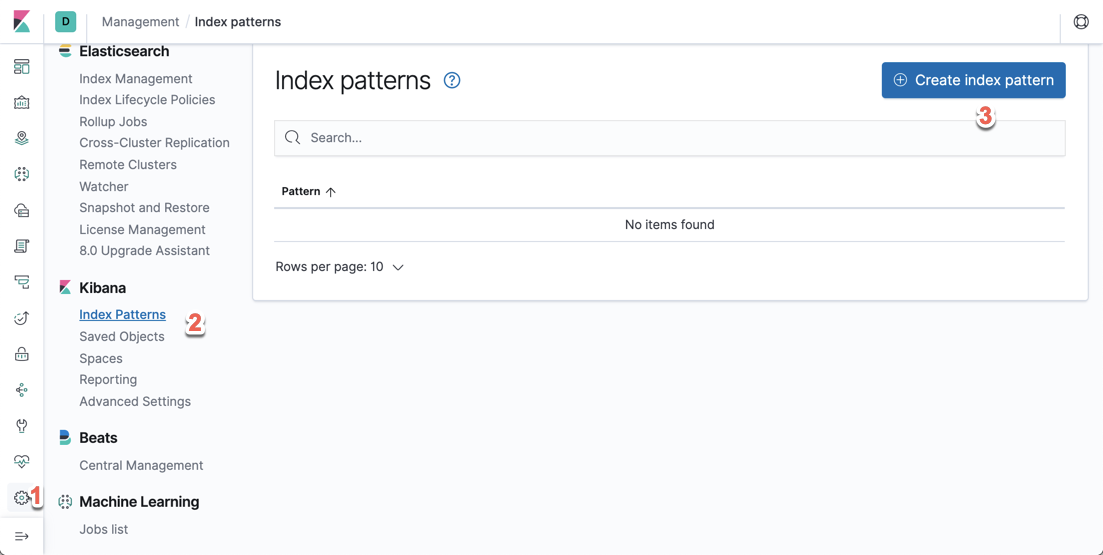 D Management / Index patterns
Elasticsearch
Index Management
Index Lifecycle Policies
Rollup Jobs
Cross-Cluster Replication
Remote Clusters
Watcher
Snapshot and Restore
License Management
8.0 Upgrade Assistant
Kibana
Index Patterns
2
Saved Objects
Spaces
Reporting
Advanced Settings
Beats
Central Management
1
Machine Learning
Jobs list
Index patterns ?
Create index pattern
3
Search...
Pattern ↑
No items found
Rows per page: 10